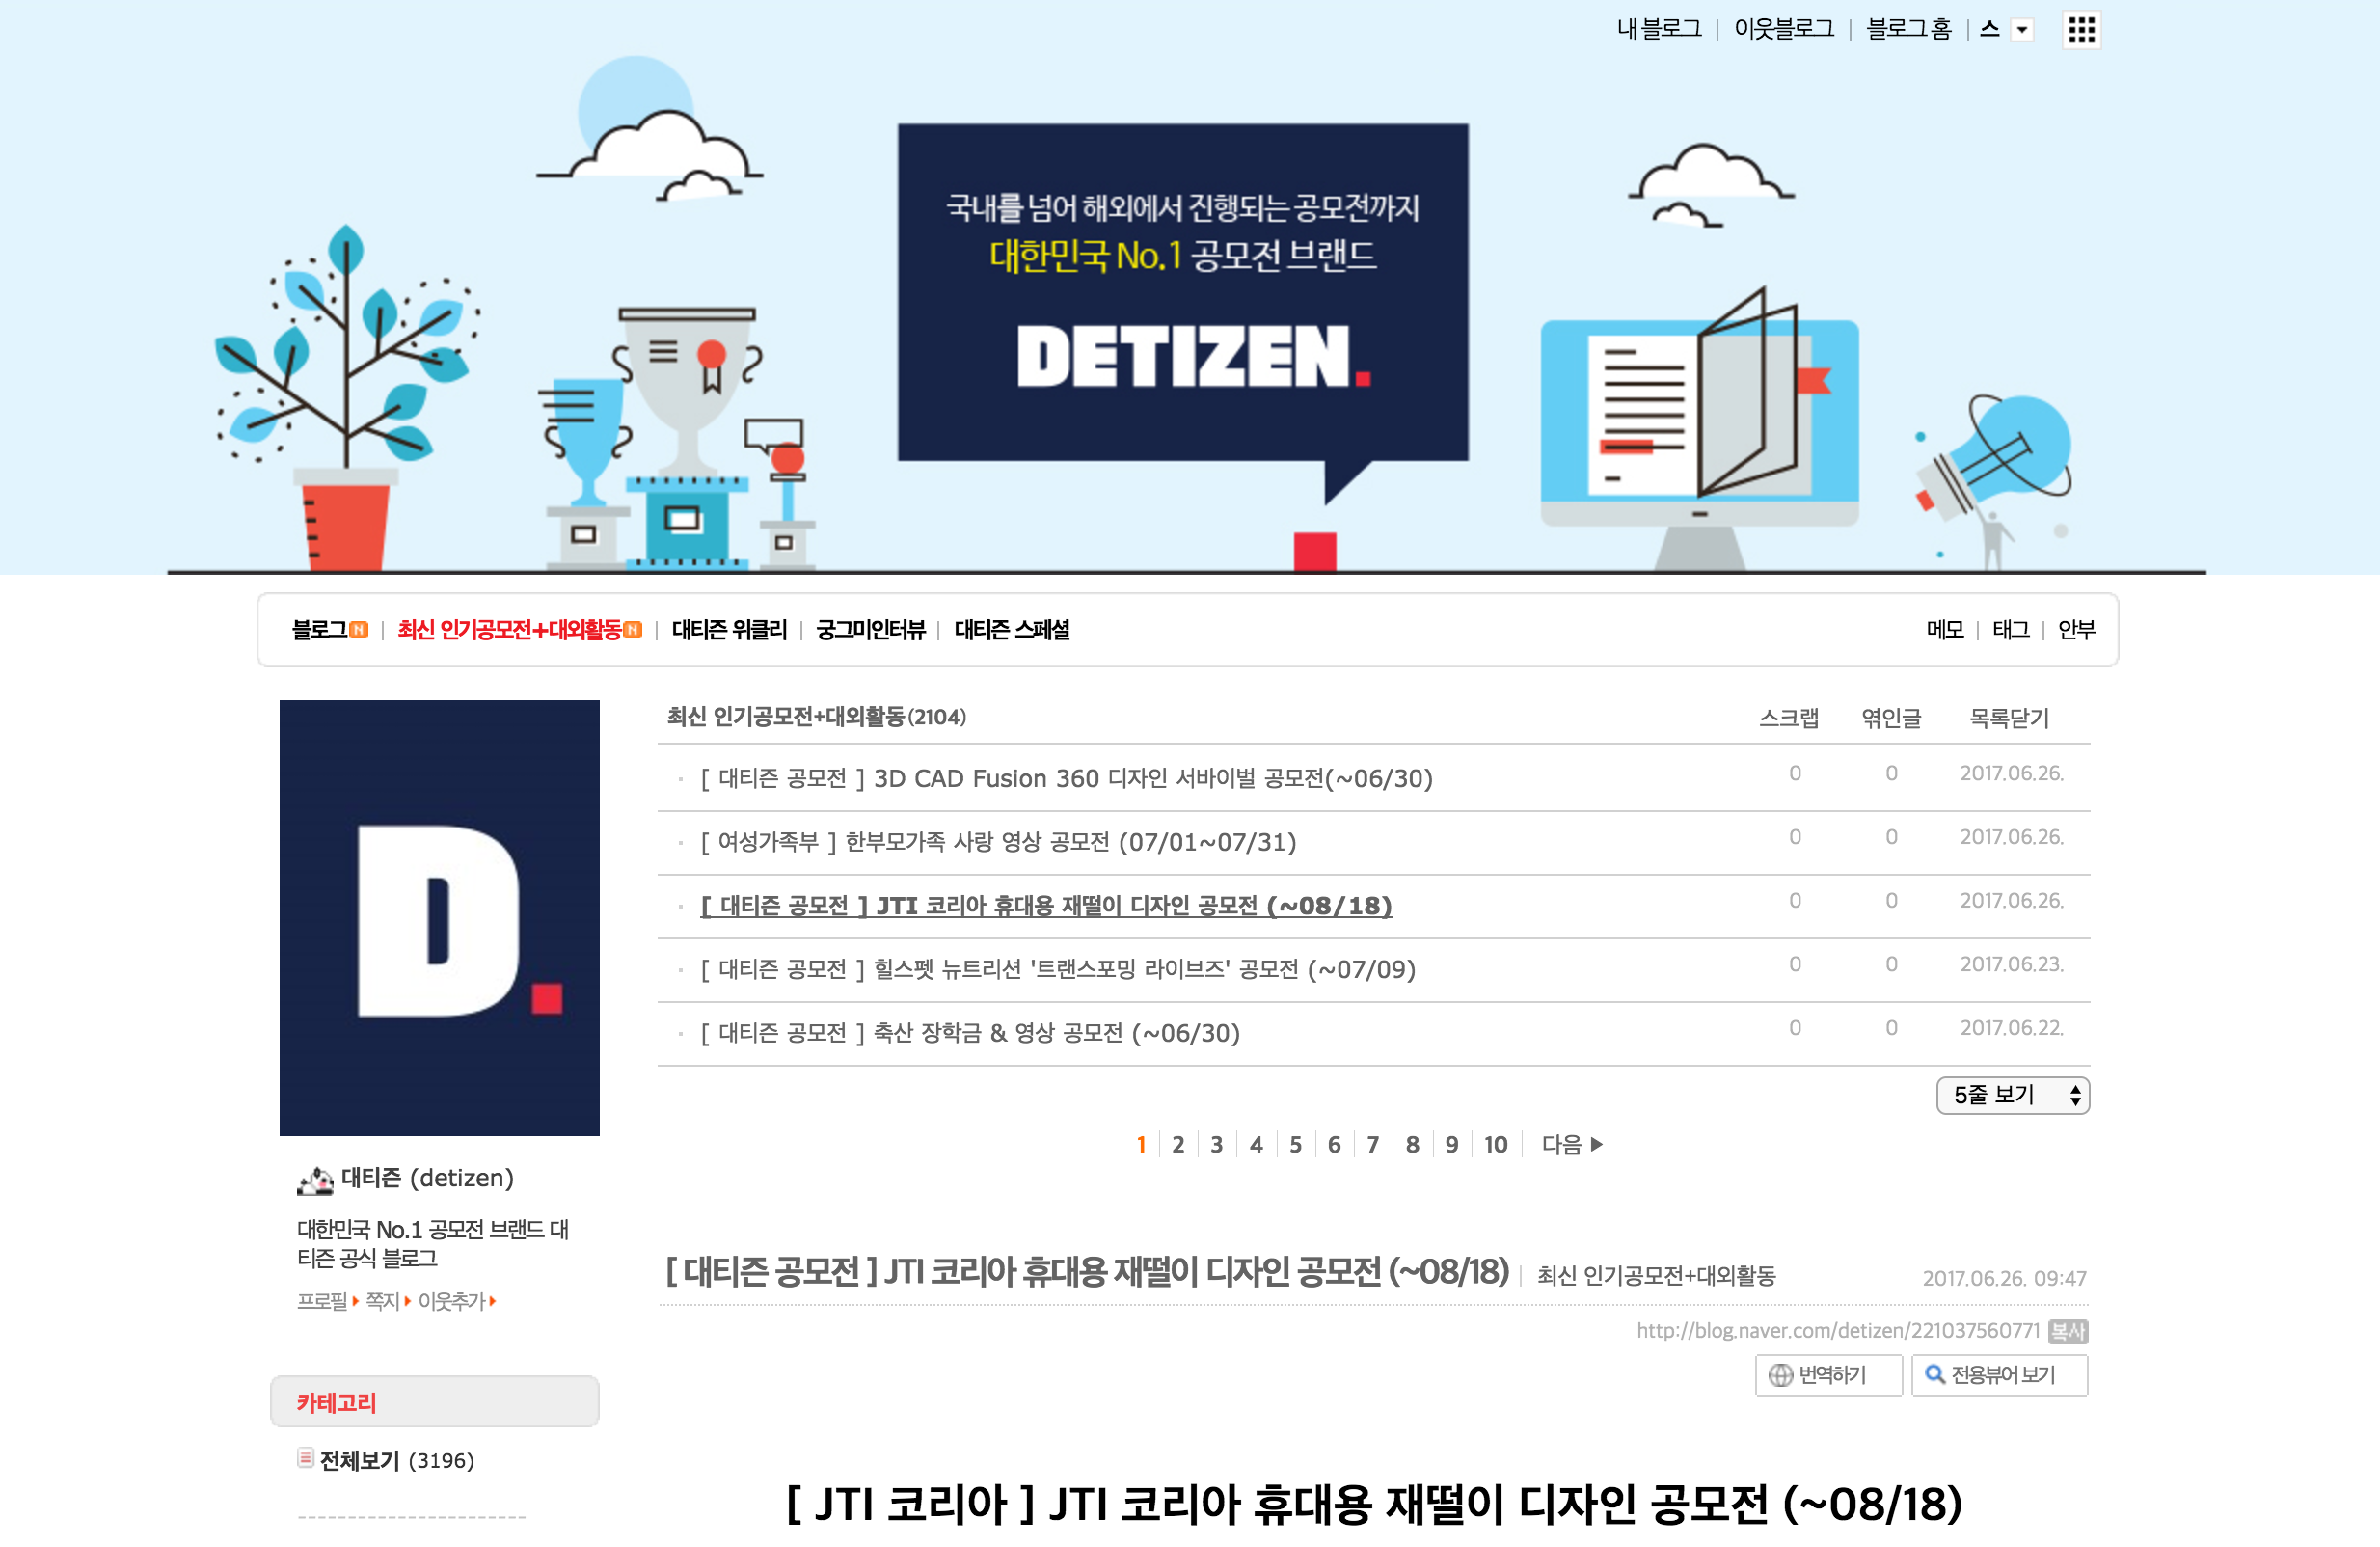 내 블로그 | 이웃블로그 | 블로그 홈 | 스
국내를 넘어 해외에서 진행되는 공모전까지
대한민국 No.1 공모전 브랜드
DETIZEN.
블로그 N | 최신 인기공모전+대외활동 N | 대티즌 위클리 | 궁그미인터뷰 | 대티즌 스페셜
메모 | 태그 | 안부
D.
대티즌 (detizen)
대한민국 No.1 공모전 브랜드 대
티즌 공식 블로그
프로필 쪽지 이웃추가
카테고리
전체보기 (3196)
최신 인기공모전+대외활동(2104) 스크랩 엮인글 목록닫기
[ 대티즌 공모전 ] 3D CAD Fusion 360 디자인 서바이벌 공모전(~06/30) 0 0 2017.06.26.
[ 여성가족부 ] 한부모가족 사랑 영상 공모전 (07/01~07/31) 0 0 2017.06.26.
[ 대티즌 공모전 ] JTI 코리아 휴대용 재떨이 디자인 공모전 (~08/18) 0 0 2017.06.26.
[ 대티즌 공모전 ] 힐스펫 뉴트리션 '트랜스포밍 라이브즈' 공모전 (~07/09) 0 0 2017.06.23.
[ 대티즌 공모전 ] 축산 장학금 & 영상 공모전 (~06/30) 0 0 2017.06.22.
5줄 보기
1 2 3 4 5 6 7 8 9 10 다음 ▶
[ 대티즌 공모전 ] JTI 코리아 휴대용 재떨이 디자인 공모전 (~08/18) | 최신 인기공모전+대외활동 2017.06.26. 09:47
http://blog.naver.com/detizen/221037560771 복사
번역하기 전용뷰어 보기
[ JTI 코리아 ] JTI 코리아 휴대용 재떨이 디자인 공모전 (~08/18)